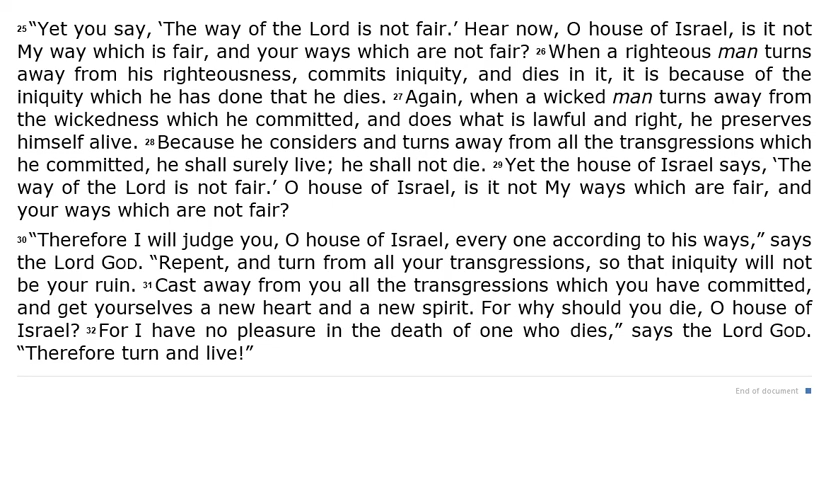 25“Yet you say, ‘The way of the Lord is not fair.’ Hear now, O house of Israel, is it not
My way which is fair, and your ways which are not fair? 26When a righteous man turns
away from his righteousness, commits iniquity, and dies in it, it is because of the
iniquity which he has done that he dies. 27Again, when a wicked man turns away from
the wickedness which he committed, and does what is lawful and right, he preserves
himself alive. 28Because he considers and turns away from all the transgressions which
he committed, he shall surely live; he shall not die. 29Yet the house of Israel says, ‘The
way of the Lord is not fair.’ O house of Israel, is it not My ways which are fair, and
your ways which are not fair?
30“Therefore I will judge you, O house of Israel, every one according to his ways,” says
the Lord GOD. “Repent, and turn from all your transgressions, so that iniquity will not
be your ruin. 31Cast away from you all the transgressions which you have committed,
and get yourselves a new heart and a new spirit. For why should you die, O house of
Israel? 32For I have no pleasure in the death of one who dies,” says the Lord GOD.
“Therefore turn and live!”
End of document